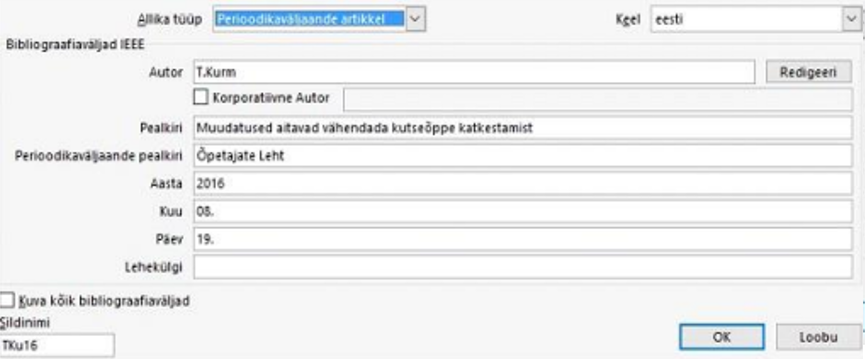 Allika tüüp Perioodikaväljaande artikkel Keel eesti
Bibliograafiaväljad IEEE
Autor T.Kurm Redigeeri
Korporatiivne Autor
Pealkiri Muudatused aitavad vähendada kutseõppe katkestamist
Perioodikaväljaande pealkiri Õpetajate Leht
Aasta 2016
Kuu 08.
Päev 19.
Lehekülgi
Kuva kõik bibliograafiaväljad
Sildinimi
TKu16 OK Loobu